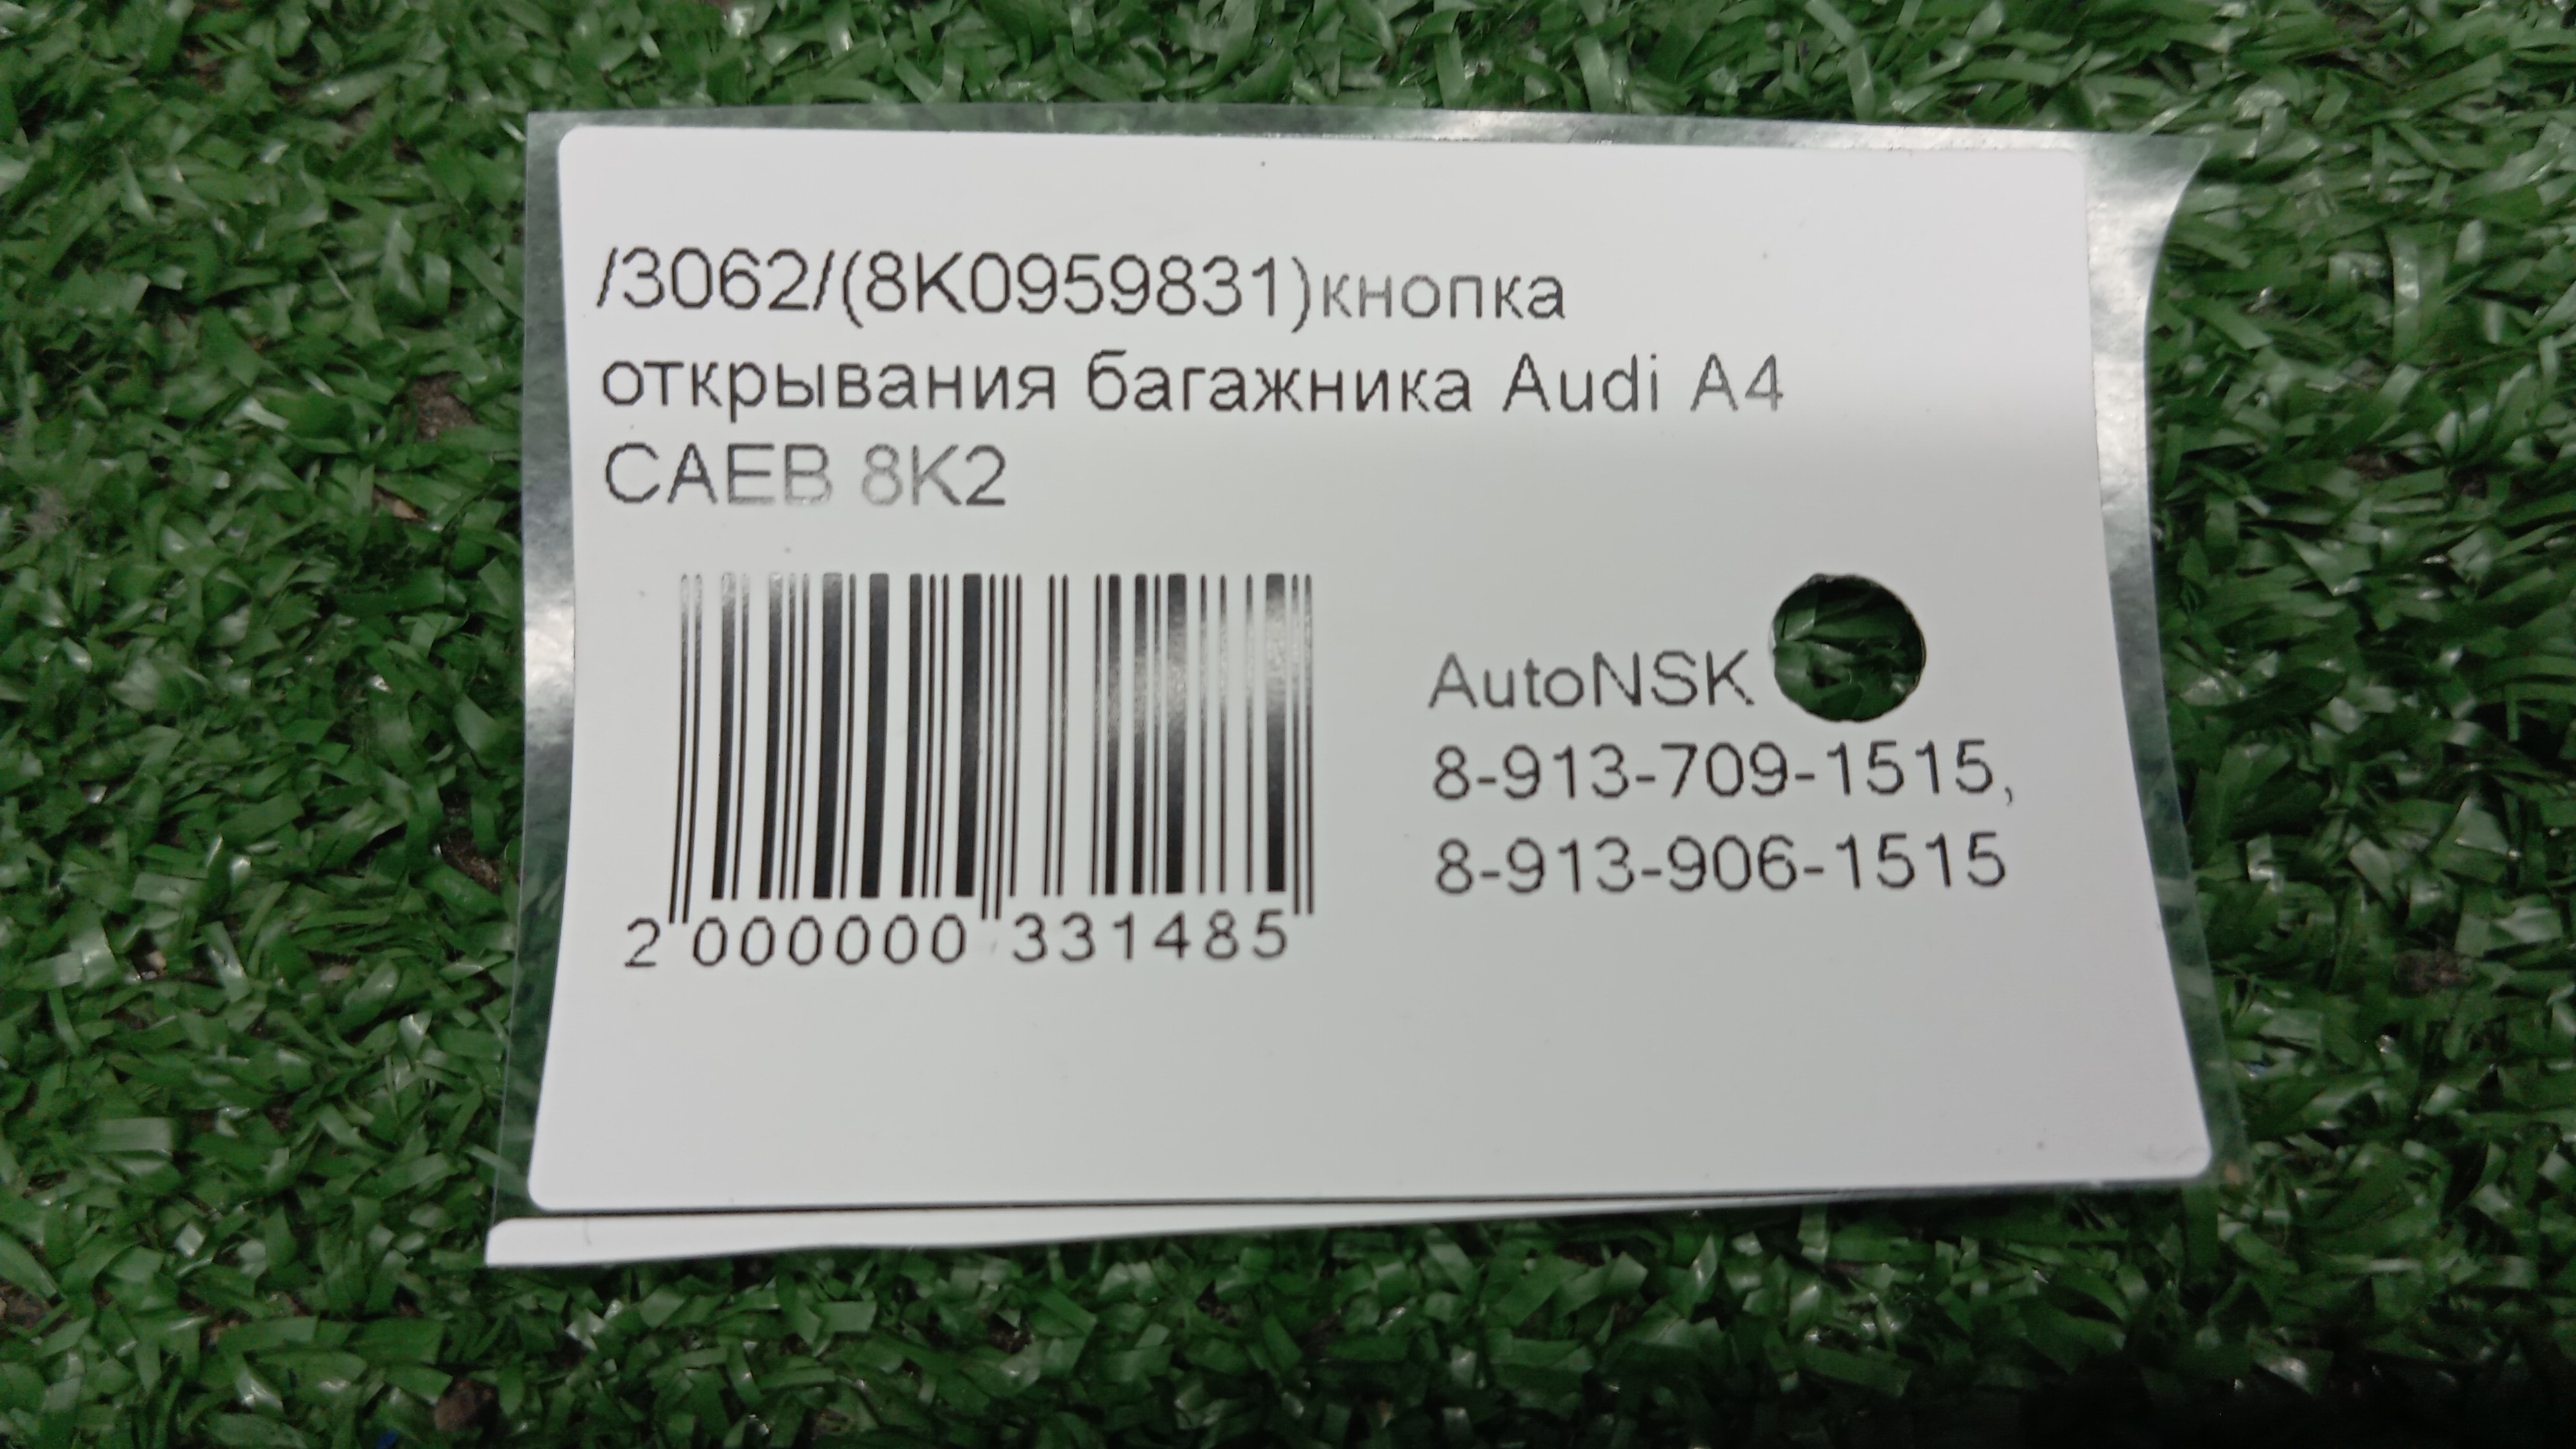 /3062/(8K0959831)кнопка
открывания багажника Audi A4
CAEB 8K2
AutoNSK
8-913-709-1515,
8-913-906-1515
2 000000 331485